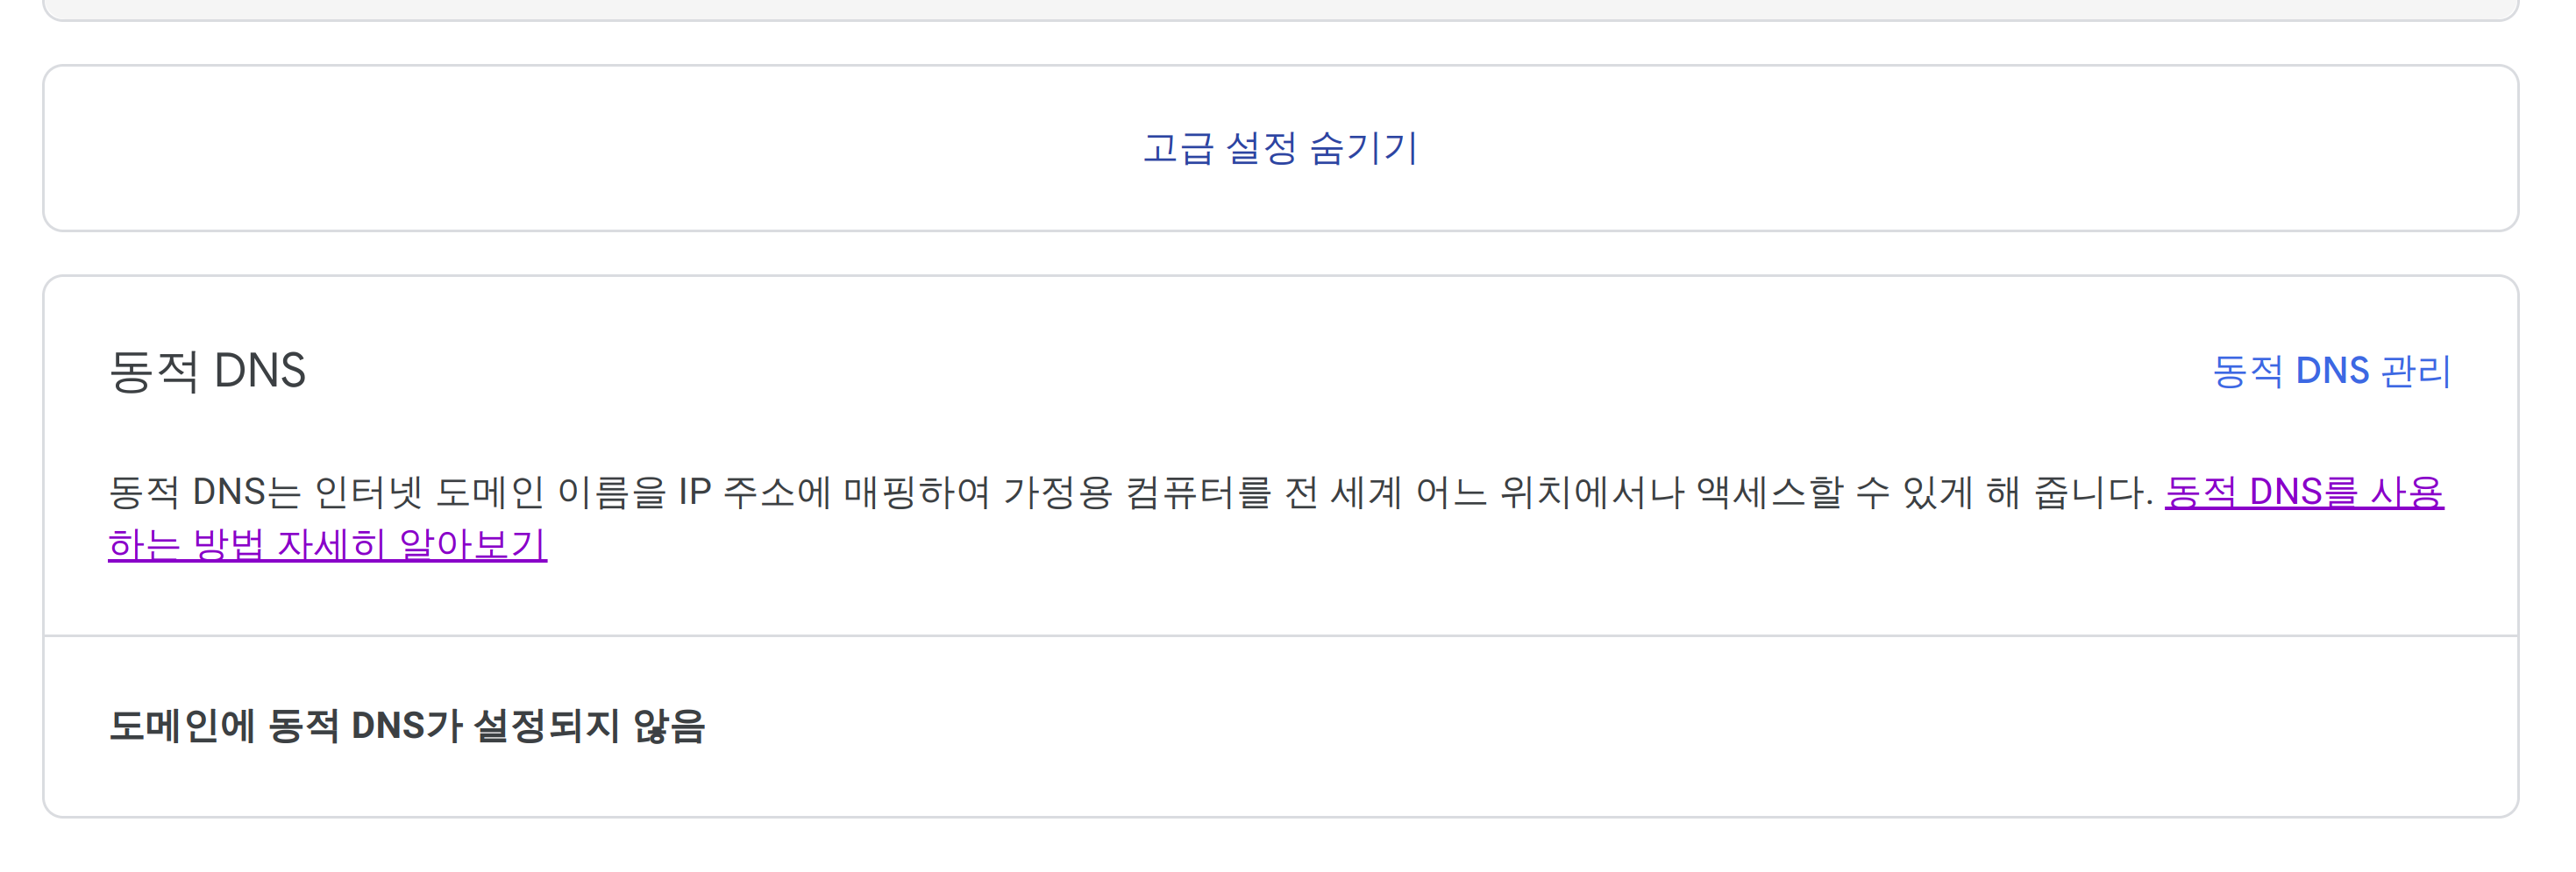 고급 설정 숨기기
동적 DNS
동적 DNS 관리
동적 DNS는 인터넷 도메인 이름을 IP 주소에 매핑하여 가정용 컴퓨터를 전 세계 어느 위치에서나 액세스할 수 있게 해 줍니다. 동적 DNS를 사용
하는 방법 자세히 알아보기
도메인에 동적 DNS가 설정되지 않음